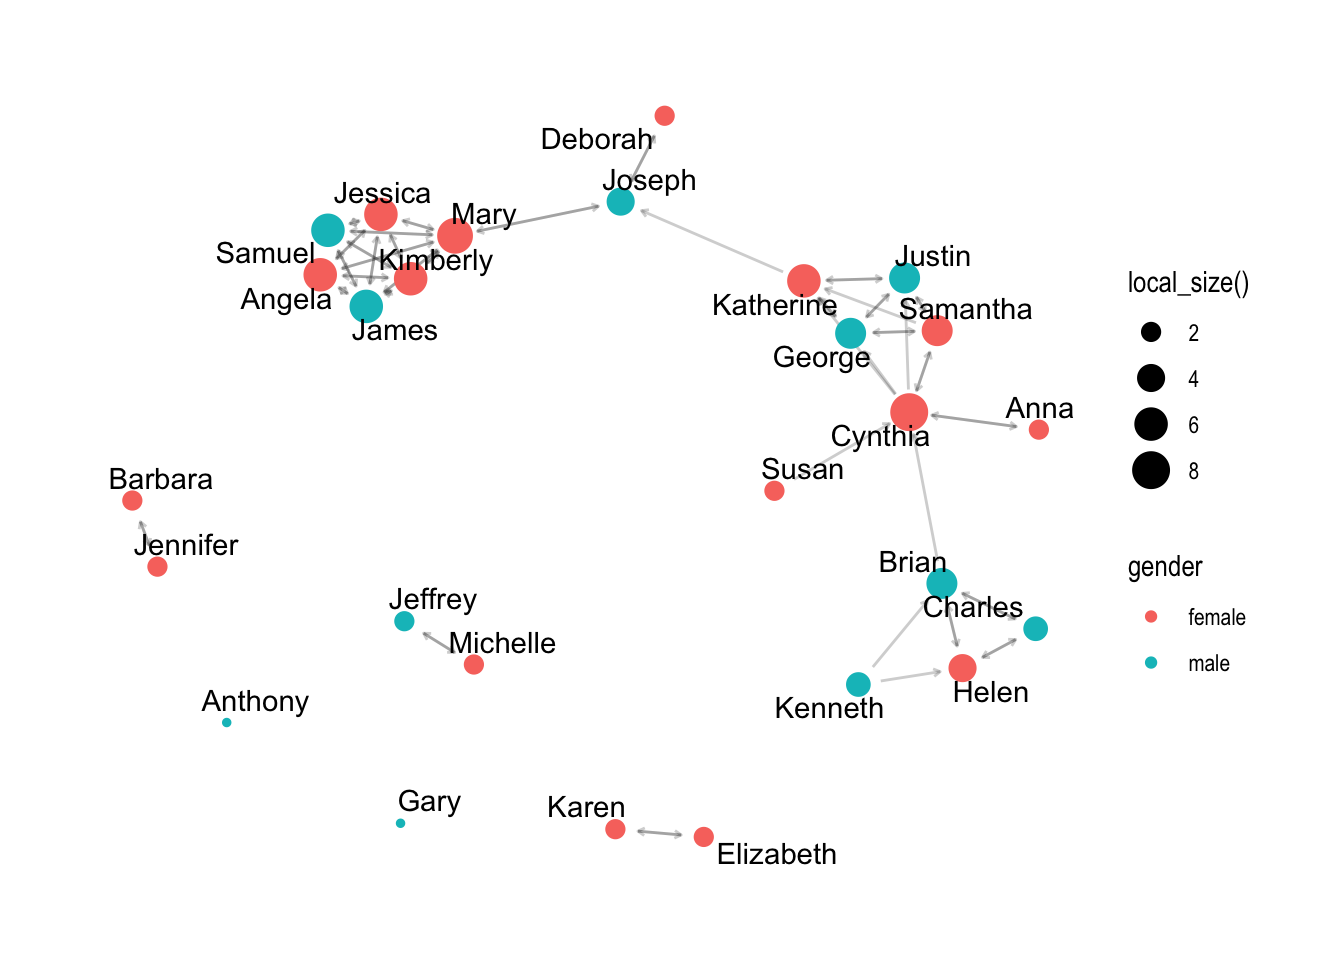 Deborah
Joseph
Jessica
Mary
Samuel
Kimberly
Angela
James
Justin
Katherine
Samantha
George
Anna
Cynthia
Susan
Barbara
Jennifer
Brian
Charles
Jeffrey
Michelle
Helen
Kenneth
Anthony
Gary
Karen
Elizabeth
local_size()
2
4
6
8
gender
female
male